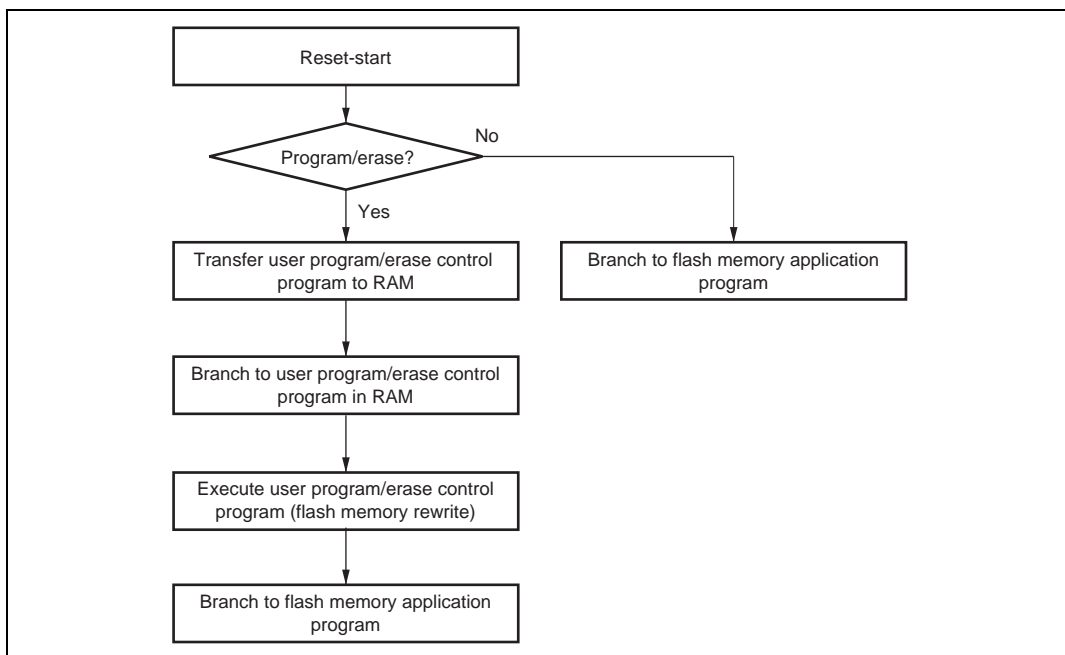 Reset-start
Program/erase?
No
Yes
Transfer user program/erase control
program to RAM
Branch to flash memory application
program
Branch to user program/erase control
program in RAM
Execute user program/erase control
program (flash memory rewrite)
Branch to flash memory application
program